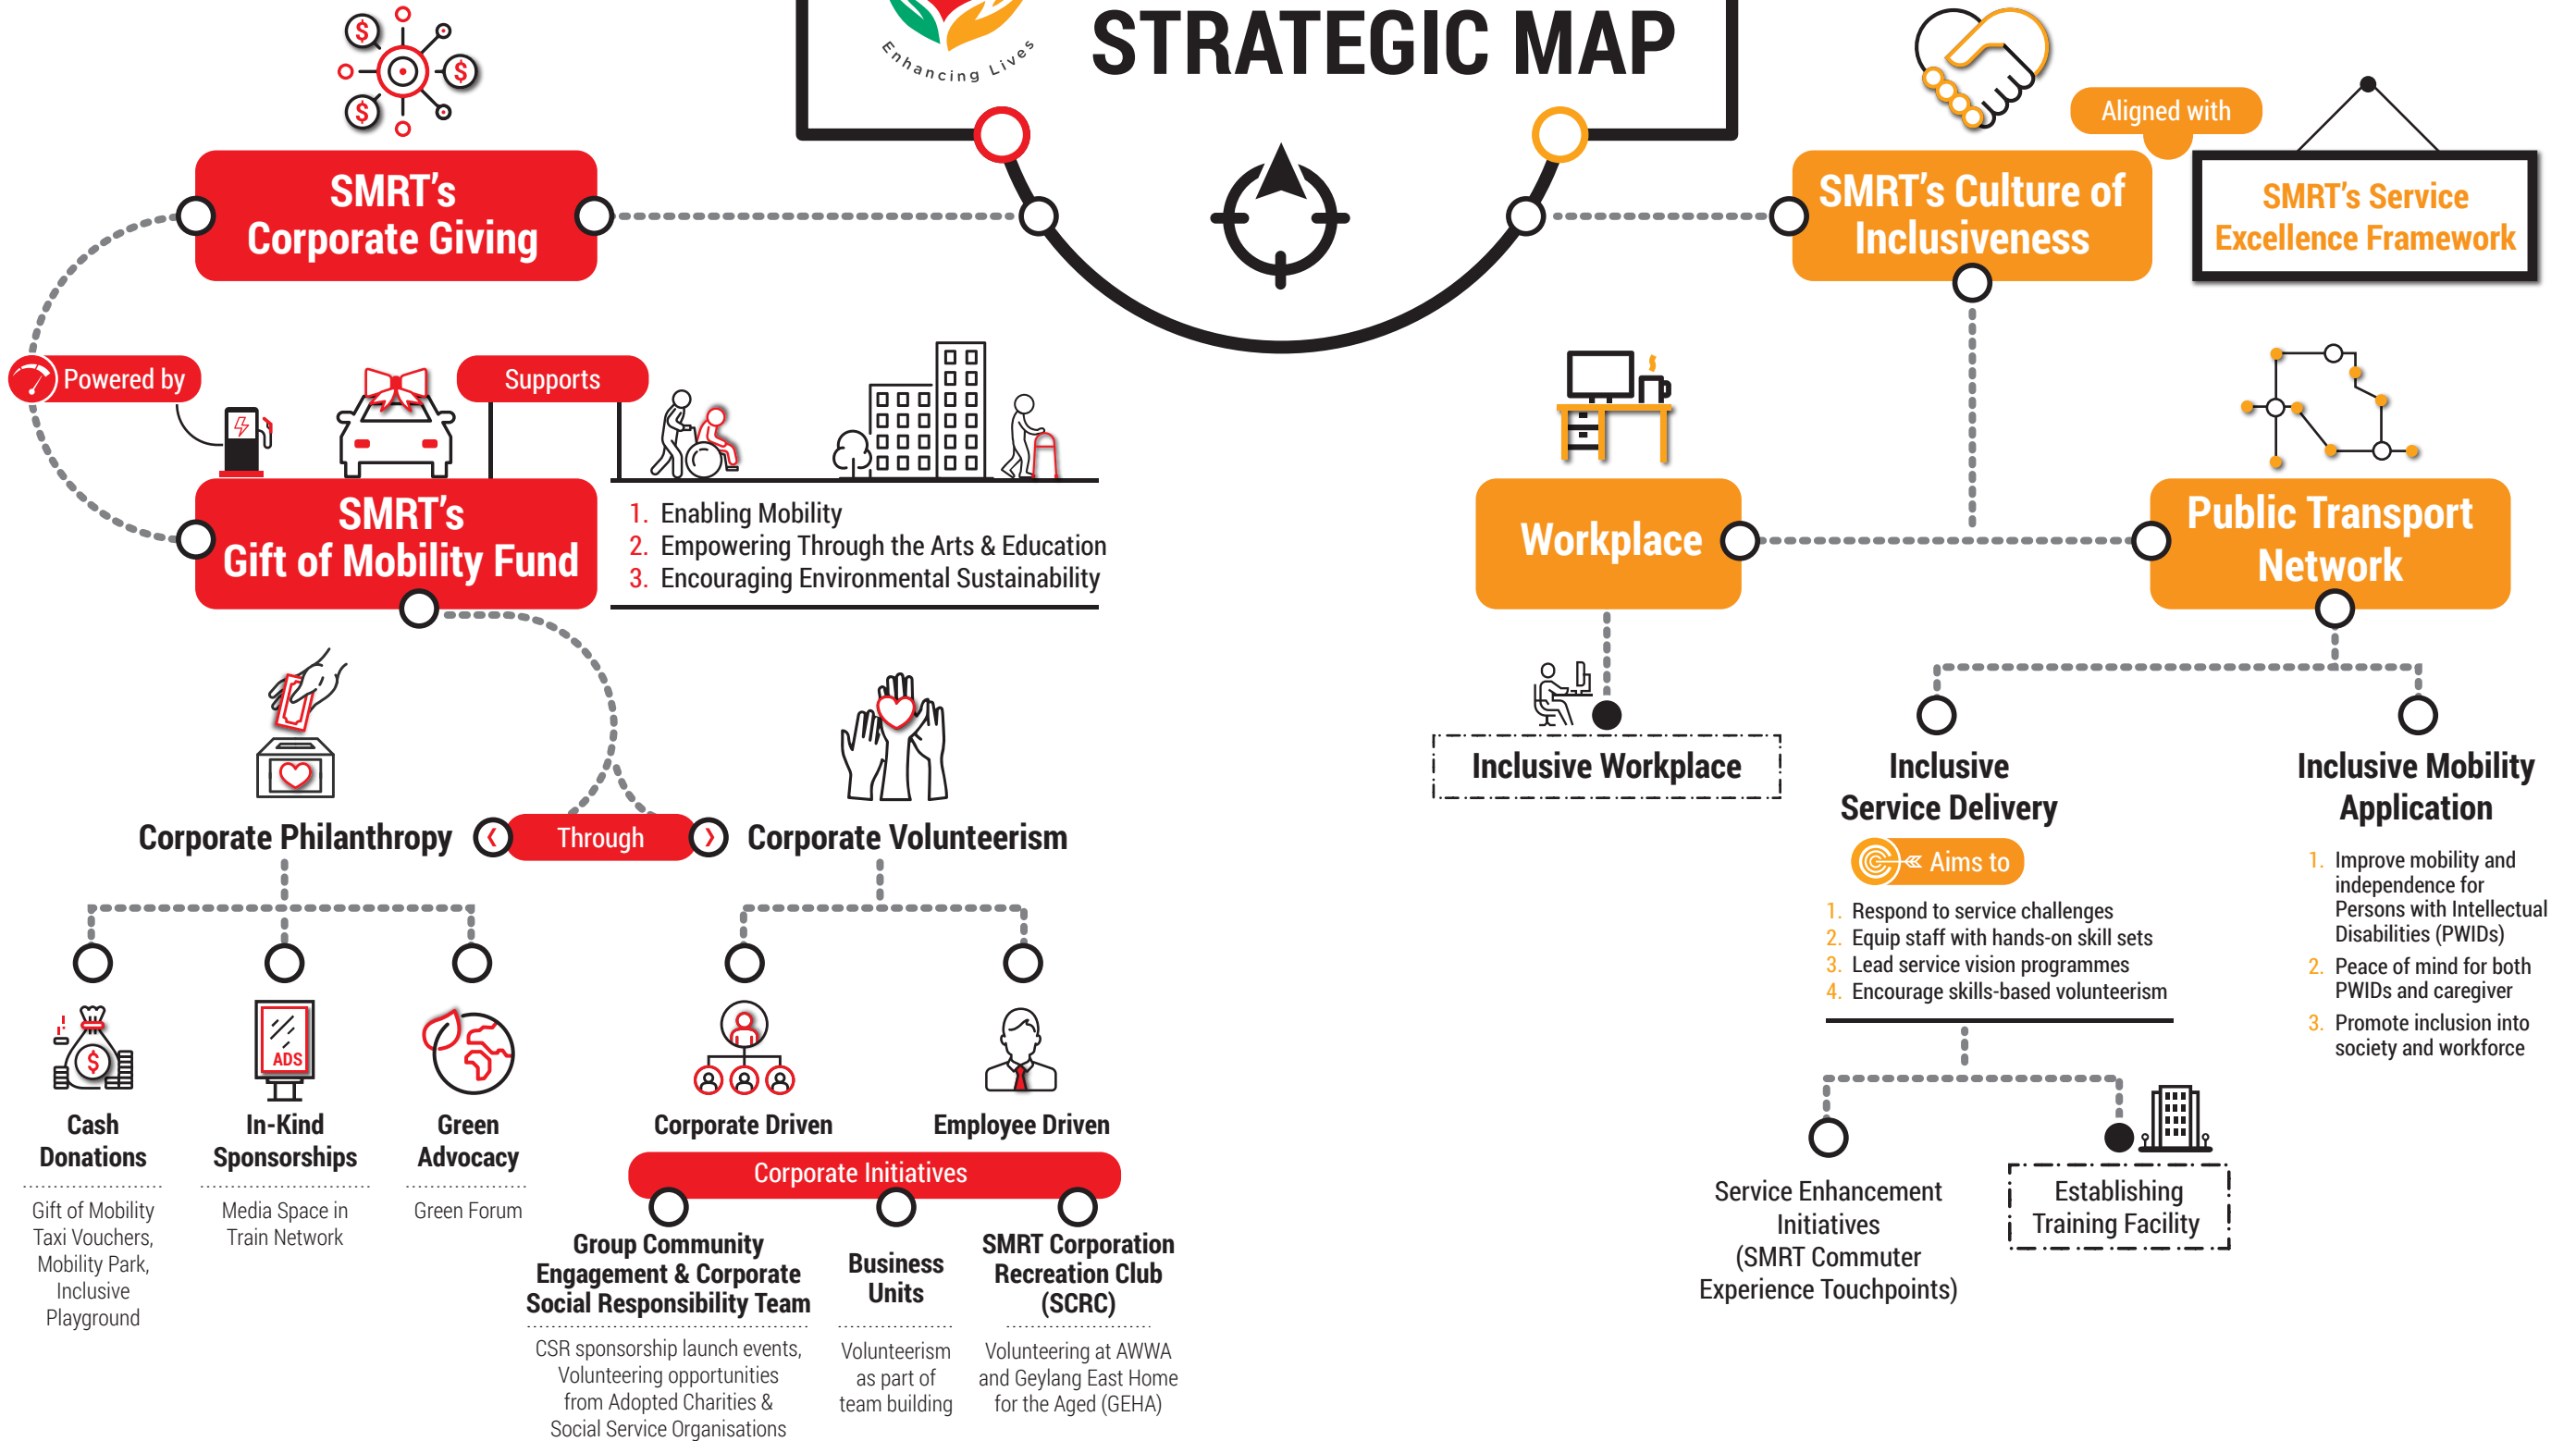 Enhancing Lives
STRATEGIC MAP
SMRT's
Corporate Giving
Powered by
Supports
SMRT's
Gift of Mobility Fund
1. Enabling Mobility
2. Empowering Through the Arts & Education
3. Encouraging Environmental Sustainability
Corporate Philanthropy
Through
Corporate Volunteerism
Cash
Donations
Gift of Mobility
Taxi Vouchers,
Mobility Park,
Inclusive
Playground
ADS
In-Kind
Sponsorships
Media Space in
Train Network
Green
Advocacy
Green Forum
Corporate Driven
Employee Driven
Corporate Initiatives
Group Community
Engagement & Corporate
Social Responsibility Team
CSR sponsorship launch events,
Volunteering opportunities
from Adopted Charities &
Social Service Organisations
Business
Units
Volunteerism
as part of
team building
SMRT Corporation
Recreation Club
(SCRC)
Volunteering at AWWA
and Geylang East Home
for the Aged (GEHA)
SMRT's Culture of
Inclusiveness
Aligned with
SMRT's Service
Excellence Framework
Workplace
Public Transport
Network
Inclusive Workplace
Inclusive
Service Delivery
Aims to
1. Respond to service challenges
2. Equip staff with hands-on skill sets
3. Lead service vision programmes
4. Encourage skills-based volunteerism
Service Enhancement
Initiatives
(SMRT Commuter
Experience Touchpoints)
Establishing
Training Facility
Inclusive Mobility
Application
1. Improve mobility and
independence for
Persons with Intellectual
Disabilities (PWIDs)
2. Peace of mind for both
PWIDs and caregiver
3. Promote inclusion into
society and workforce